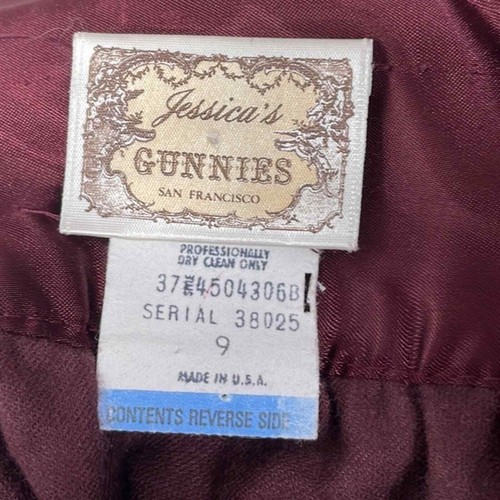 Jessica's
GUNNIES
SAN FRANCISCO
PROFESSIONALLY
DRY CLEAN ONLY
SERIAL 38025
9
MADE IN U.S.A.
CONTENTS REVERSE SIDE